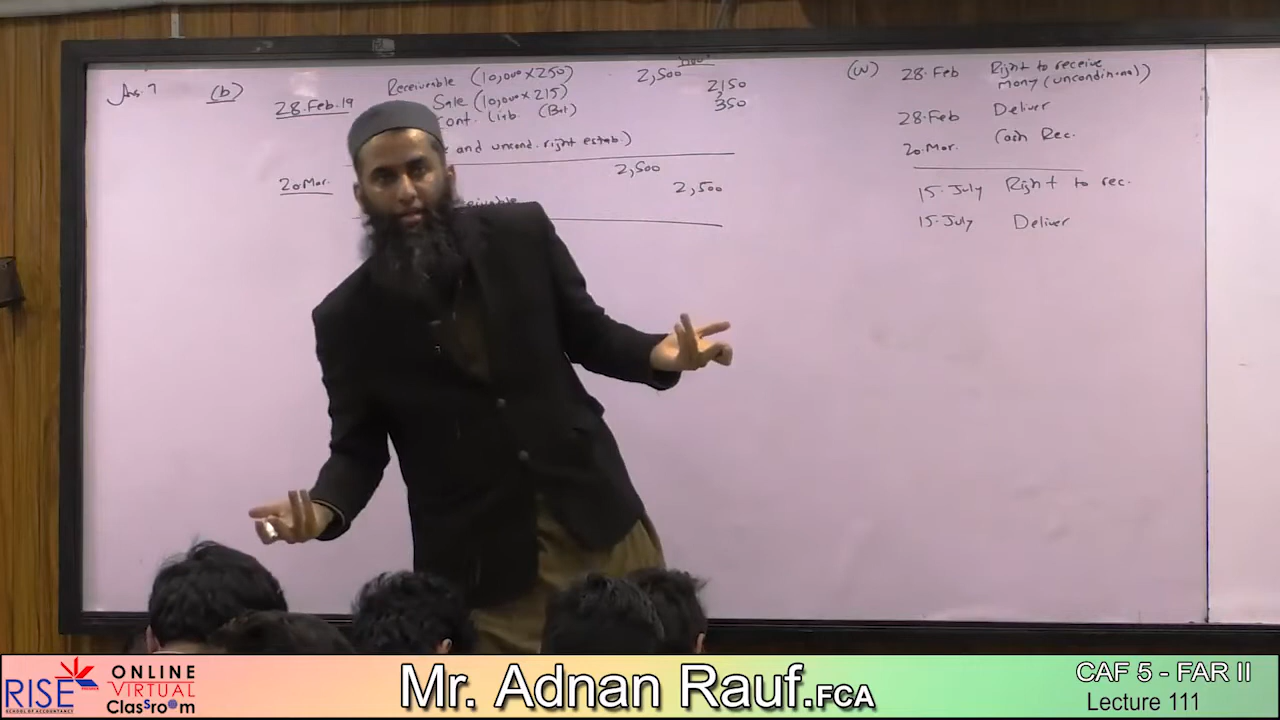 Ans. 7 (b)
28.Feb.19 Receivable (10,000 x 250) 2,500
Sale (10,000 x 215) 2,150
Cont. Liab. (Bal) 350
and uncond. right estab.)
20.Mar. 2,500
2,500
(W) 28.Feb Right to receive
28.Feb Deliver
20.Mar. Cash Rec.
15.July Right to rec.
15.July Deliver
RISE
SCHOOL OF ACCOUNTANCY
ONLINE
VIRTUAL
ClasSroom
Mr. Adnan Rauf.FCA
CAF 5 - FAR II
Lecture 111